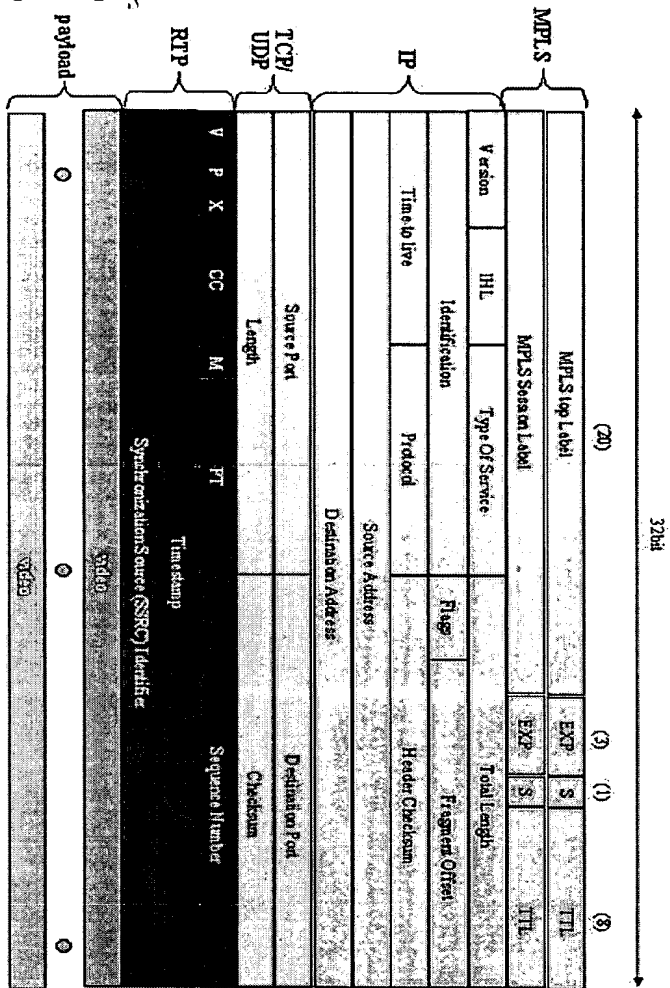 32bit
(20) (3) (1) (8)
MPLS
MPLS top Label EXP S TTL
MPLS Session Label EXP S TTL
IP
Version IHL Type Of Service Total Length
Identification Flags Fragment Offset
Time to live Protocol Header Checksum
Source Address
Destination Address
TCP/
UDP
Source Port Destination Port
Length Checksum
RTP
V P X CC M PT Sequence Number
Timestamp
Synchronization Source (SSRC) Identifier
payload
video
video